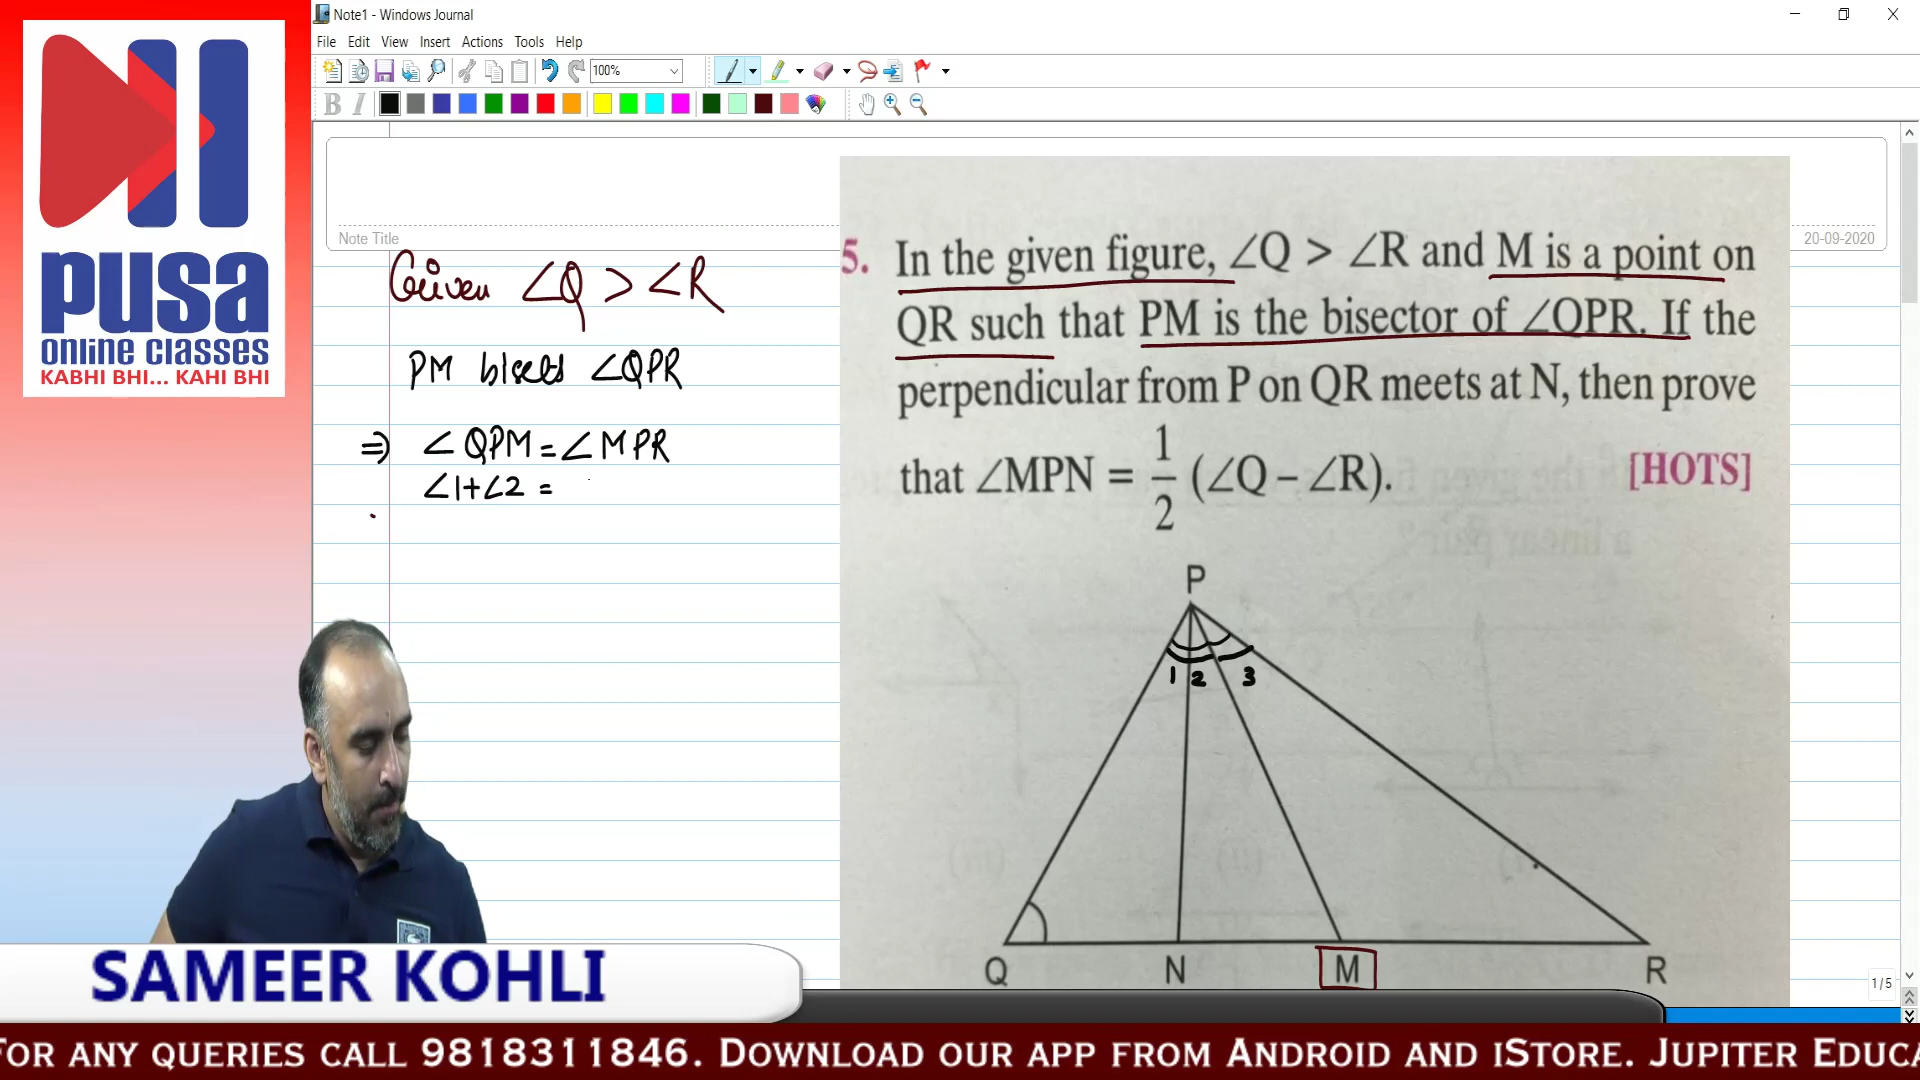 Note1 - Windows Journal
File Edit View Insert Actions Tools Help
100%
B I
PUSA
ONLINE CLASSES
KABHI BHI... KAHI BHI
Note Title
20-09-2020
Given ∠Q > ∠R
PM bisects ∠QPR
⇒ ∠QPM = ∠MPR
∠1+∠2 =
5. In the given figure, ∠Q > ∠R and M is a point on
QR such that PM is the bisector of ∠QPR. If the
perpendicular from P on QR meets at N, then prove
that ∠MPN = 1/2 (∠Q – ∠R). [HOTS]
P
1 2 3
Q N M R
1 / 5
SAMEER KOHLI
FOR ANY QUERIES CALL 9818311846. DOWNLOAD OUR APP FROM ANDROID AND ISTORE. JUPITER EDUCA